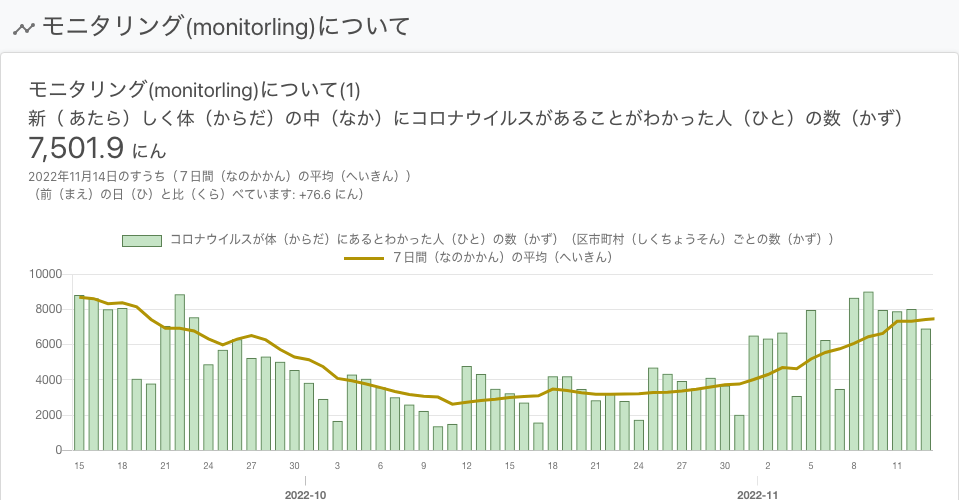 モニタリング(monitorling)について
モニタリング(monitorling)について(1)
新（ あたら）しく体（からだ）の中（なか）にコロナウイルスがあることがわかった人（ひと）の数（かず）
7,501.9 にん
2022年11月14日のすうち（７日間（なのかかん）の平均（へいきん））
（前（まえ）の日（ひ）と比（くら）べています: +76.6 にん）
コロナウイルスが体（からだ）にあるとわかった人（ひと）の数（かず）（区市町村（しくちょうそん）ごとの数（かず））
７日間（なのかかん）の平均（へいきん）
10000
8000
6000
4000
2000
0
15 18 21 24 27 30 3 6 9 12 15 18 21 24 27 30 2 5 8 11
2022-10 2022-11